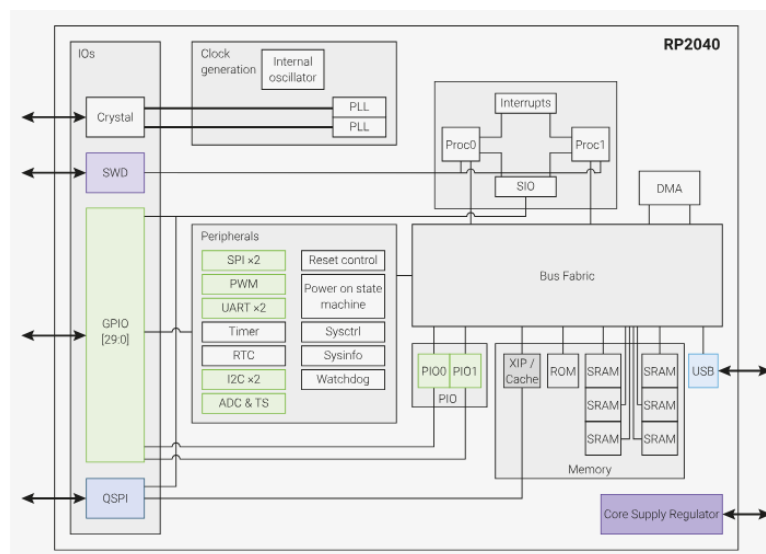 RP2040
IOs
Clock
generation
Internal
oscillator
Crystal
PLL
PLL
Interrupts
Proc0
Proc1
SWD
SIO
DMA
Peripherals
SPI ×2
PWM
UART ×2
Timer
RTC
I2C ×2
ADC & TS
Reset control
Power on state
machine
Sysctrl
Sysinfo
Watchdog
Bus Fabric
GPIO
[29:0]
PIO0
PIO1
PIO
XIP /
Cache
ROM
SRAM
SRAM
SRAM
SRAM
SRAM
SRAM
Memory
USB
QSPI
Core Supply Regulator